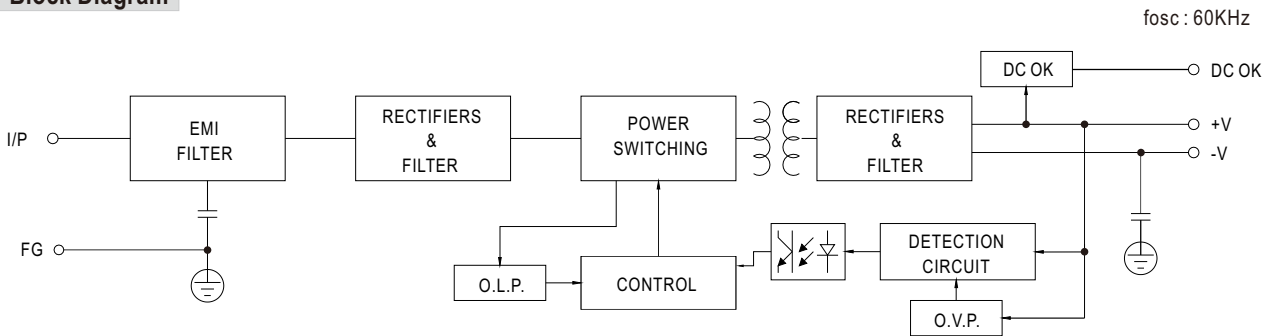 Block Diagram
fosc : 60KHz
I/P
EMI
FILTER
RECTIFIERS
&
FILTER
POWER
SWITCHING
RECTIFIERS
&
FILTER
DC OK
DC OK
+V
-V
FG
O.L.P.
CONTROL
DETECTION
CIRCUIT
O.V.P.